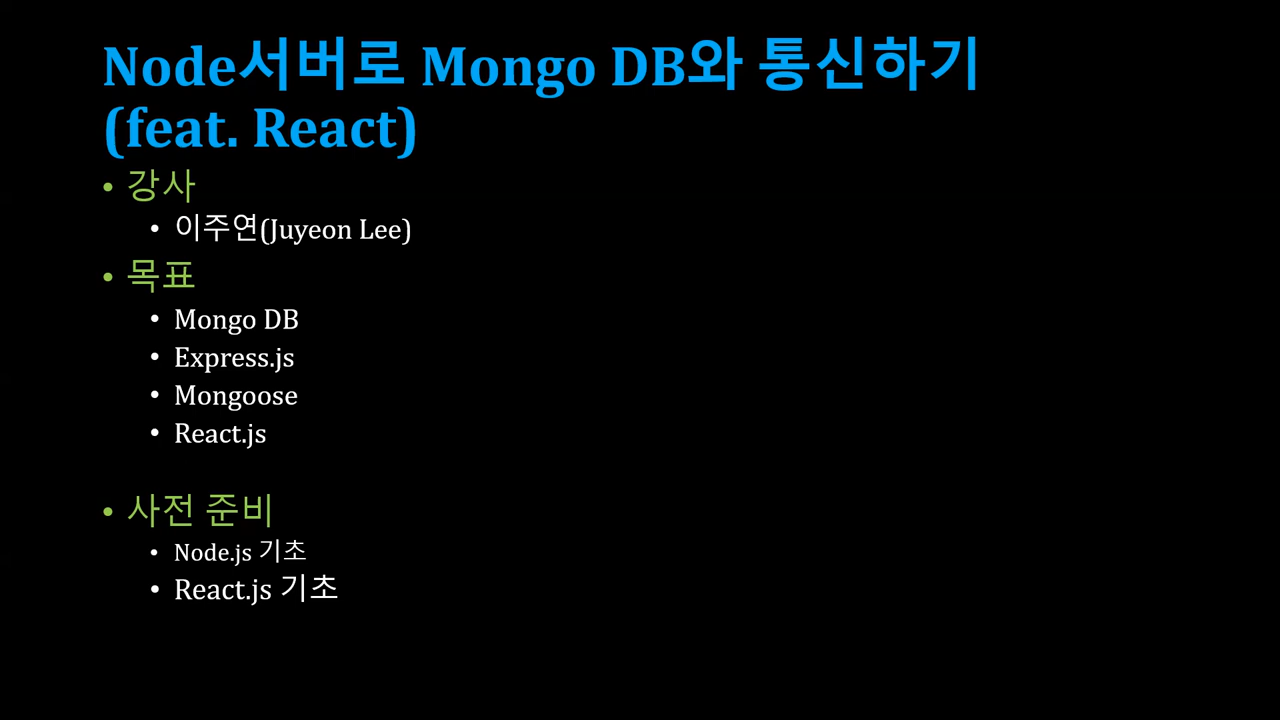 Node서버로 Mongo DB와 통신하기
(feat. React)
• 강사
• 이주연(Juyeon Lee)
• 목표
• Mongo DB
• Express.js
• Mongoose
• React.js
• 사전 준비
• Node.js 기초
• React.js 기초